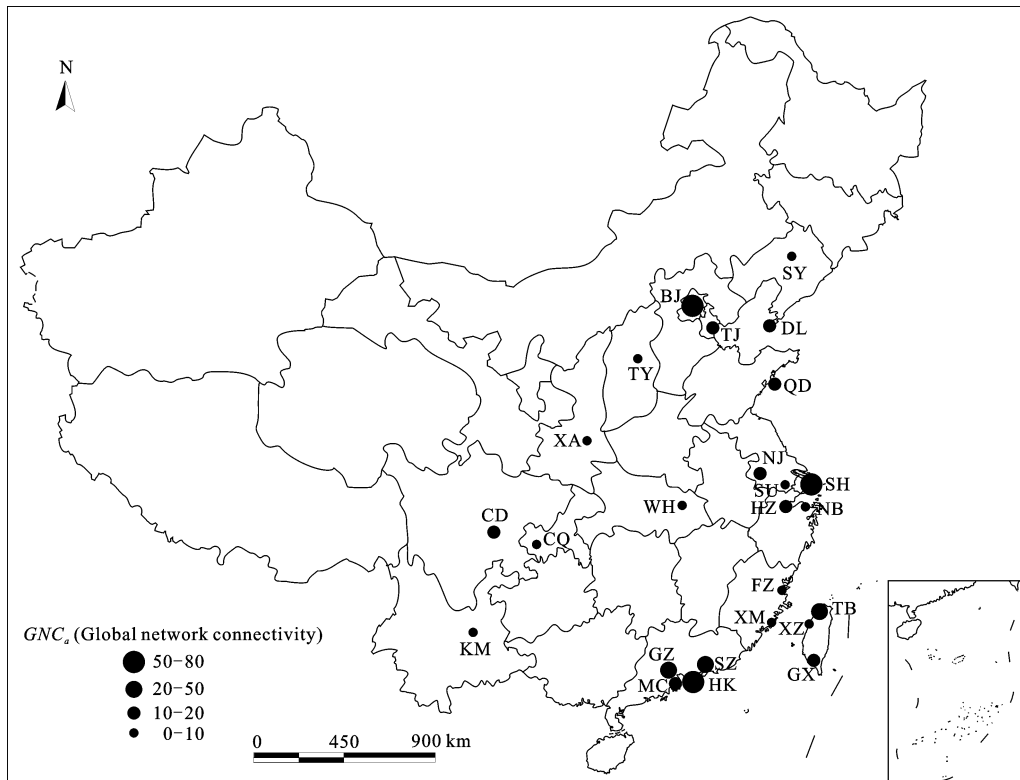 N
SY
BJ
TJ
DL
TY
QD
XA
NJ
SU
SH
WH
HZ
NB
CD
CQ
FZ
XM
XZ
TB
GNCa (Global network connectivity)
50-80
20-50
10-20
0-10
KM
GZ
SZ
GX
MC
HK
0
450
900 km